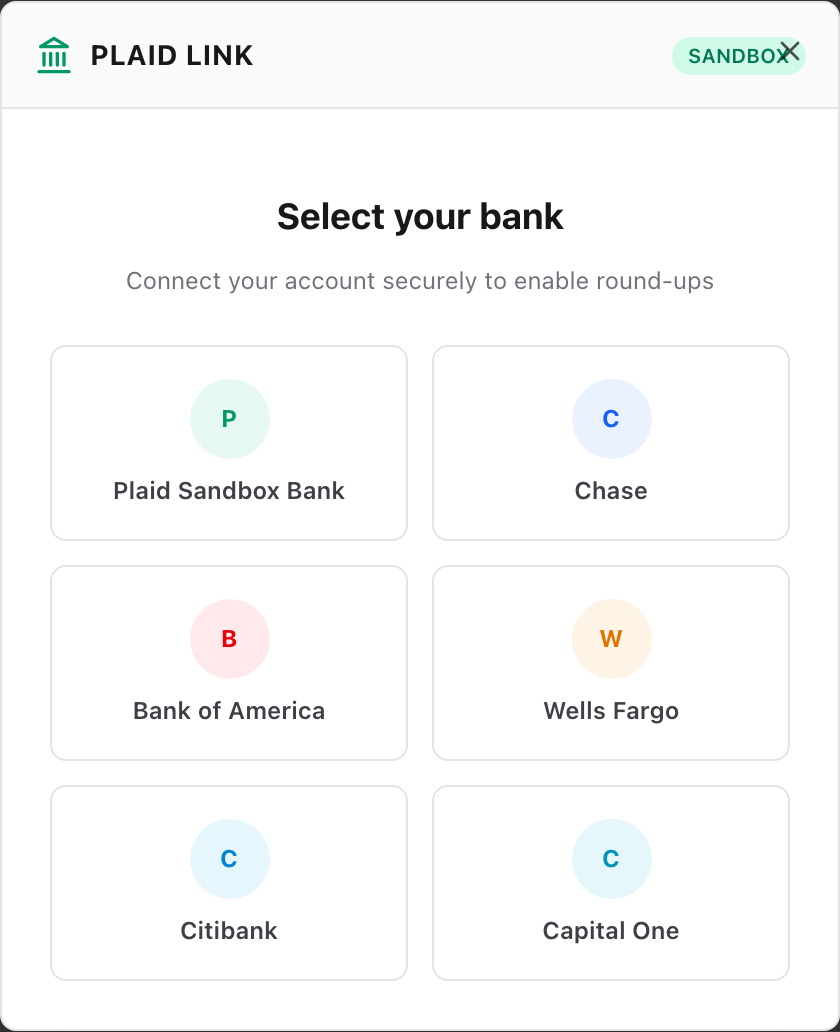 PLAID LINK
SANDBOX
Select your bank
Connect your account securely to enable round-ups
P
Plaid Sandbox Bank
C
Chase
B
Bank of America
W
Wells Fargo
C
Citibank
C
Capital One